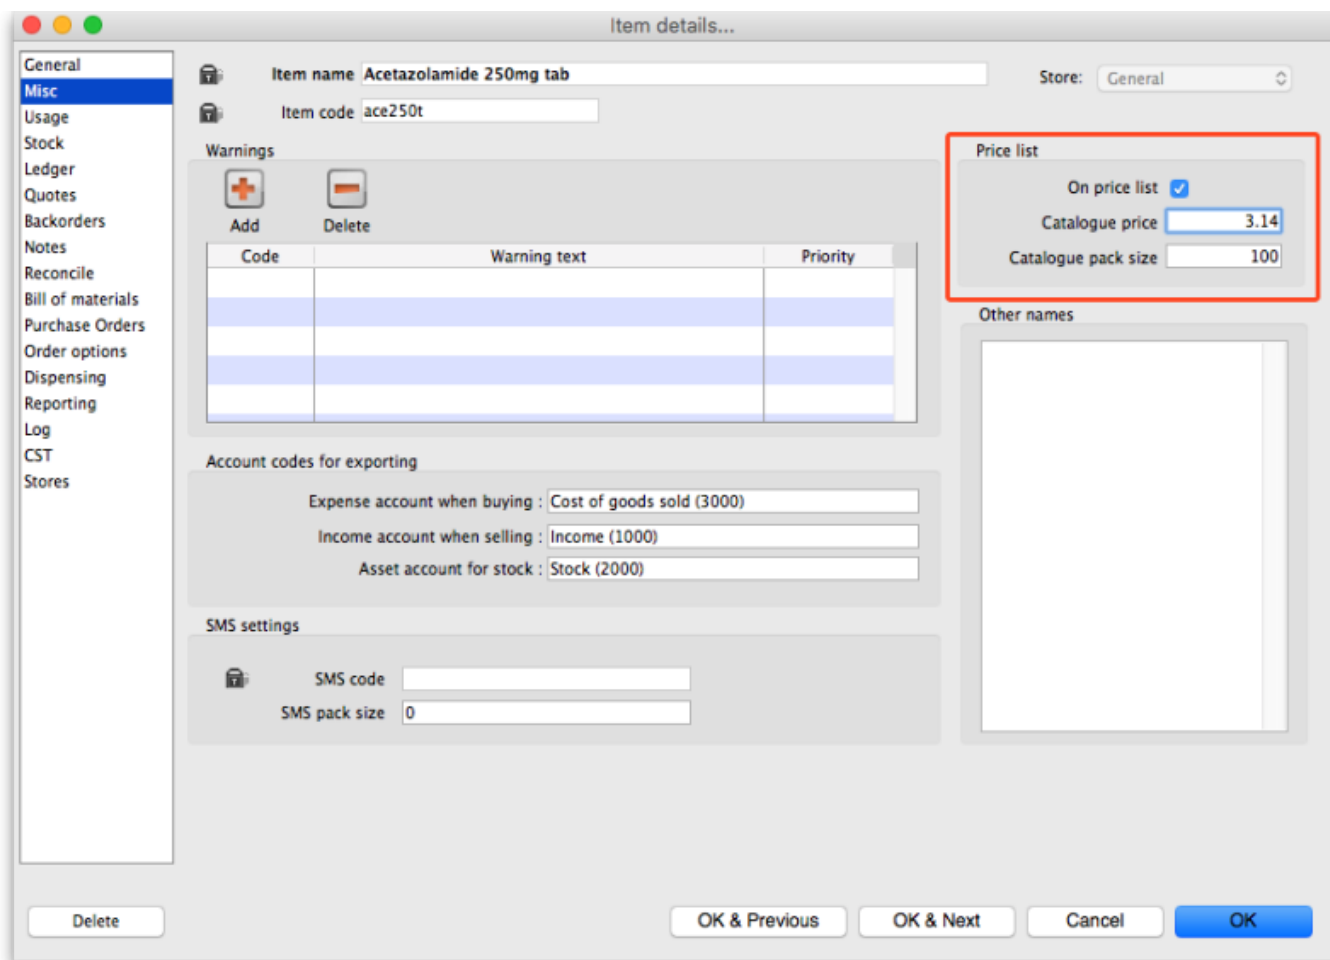 Item details...
General
Misc
Usage
Stock
Ledger
Quotes
Backorders
Notes
Reconcile
Bill of materials
Purchase Orders
Order options
Dispensing
Reporting
Log
CST
Stores
Item name Acetazolamide 250mg tab
Store: General
Item code ace250t
Warnings
Add Delete
Code Warning text Priority
Price list
On price list
Catalogue price 3.14
Catalogue pack size 100
Other names
Account codes for exporting
Expense account when buying : Cost of goods sold (3000)
Income account when selling : Income (1000)
Asset account for stock : Stock (2000)
SMS settings
SMS code
SMS pack size 0
Delete OK & Previous OK & Next Cancel OK